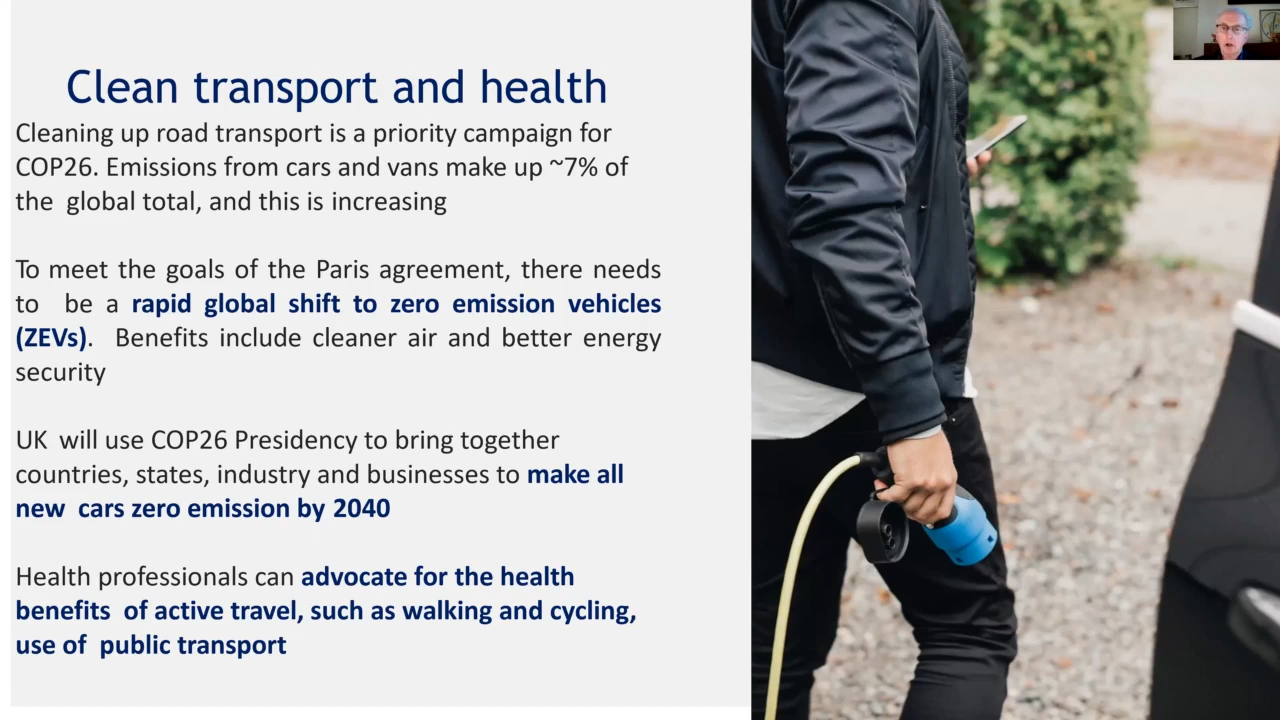 Clean transport and health
Cleaning up road transport is a priority campaign for
COP26. Emissions from cars and vans make up ~7% of
the global total, and this is increasing
To meet the goals of the Paris agreement, there needs
to be a rapid global shift to zero emission vehicles
(ZEVs). Benefits include cleaner air and better energy
security
UK will use COP26 Presidency to bring together
countries, states, industry and businesses to make all
new cars zero emission by 2040
Health professionals can advocate for the health
benefits of active travel, such as walking and cycling,
use of public transport